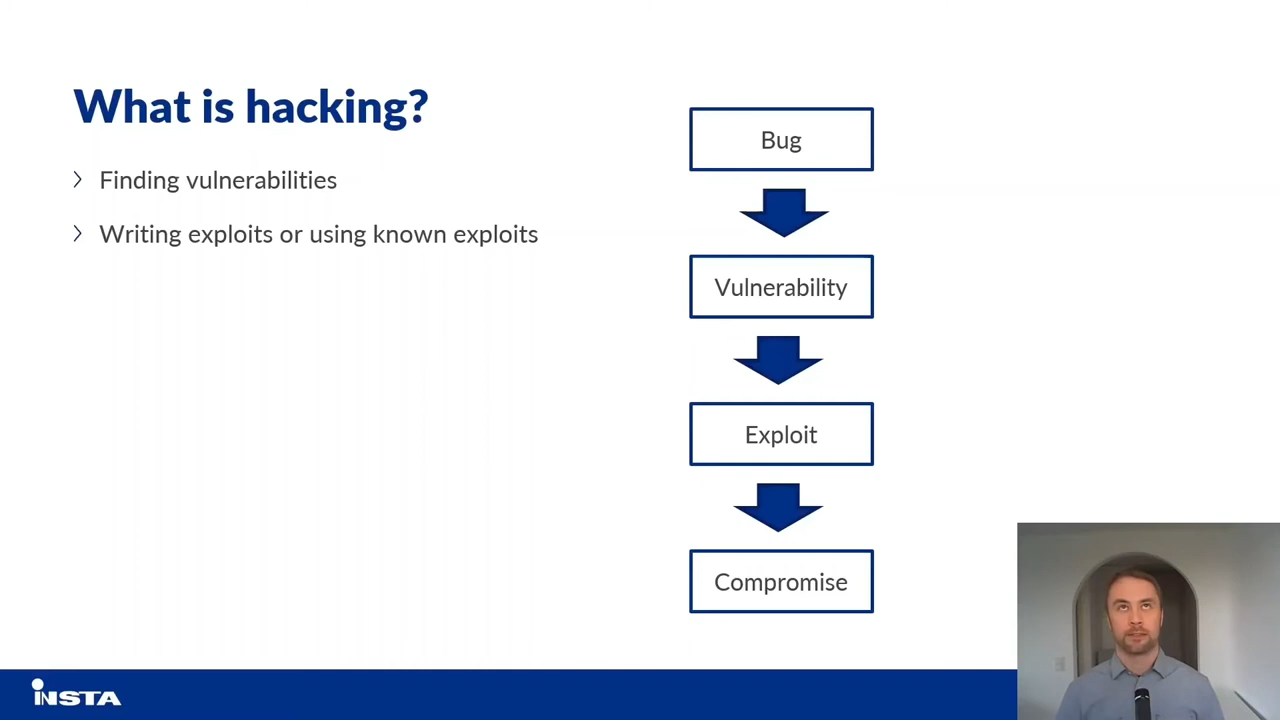 What is hacking?
Finding vulnerabilities
Writing exploits or using known exploits
Bug
Vulnerability
Exploit
Compromise
INSTA